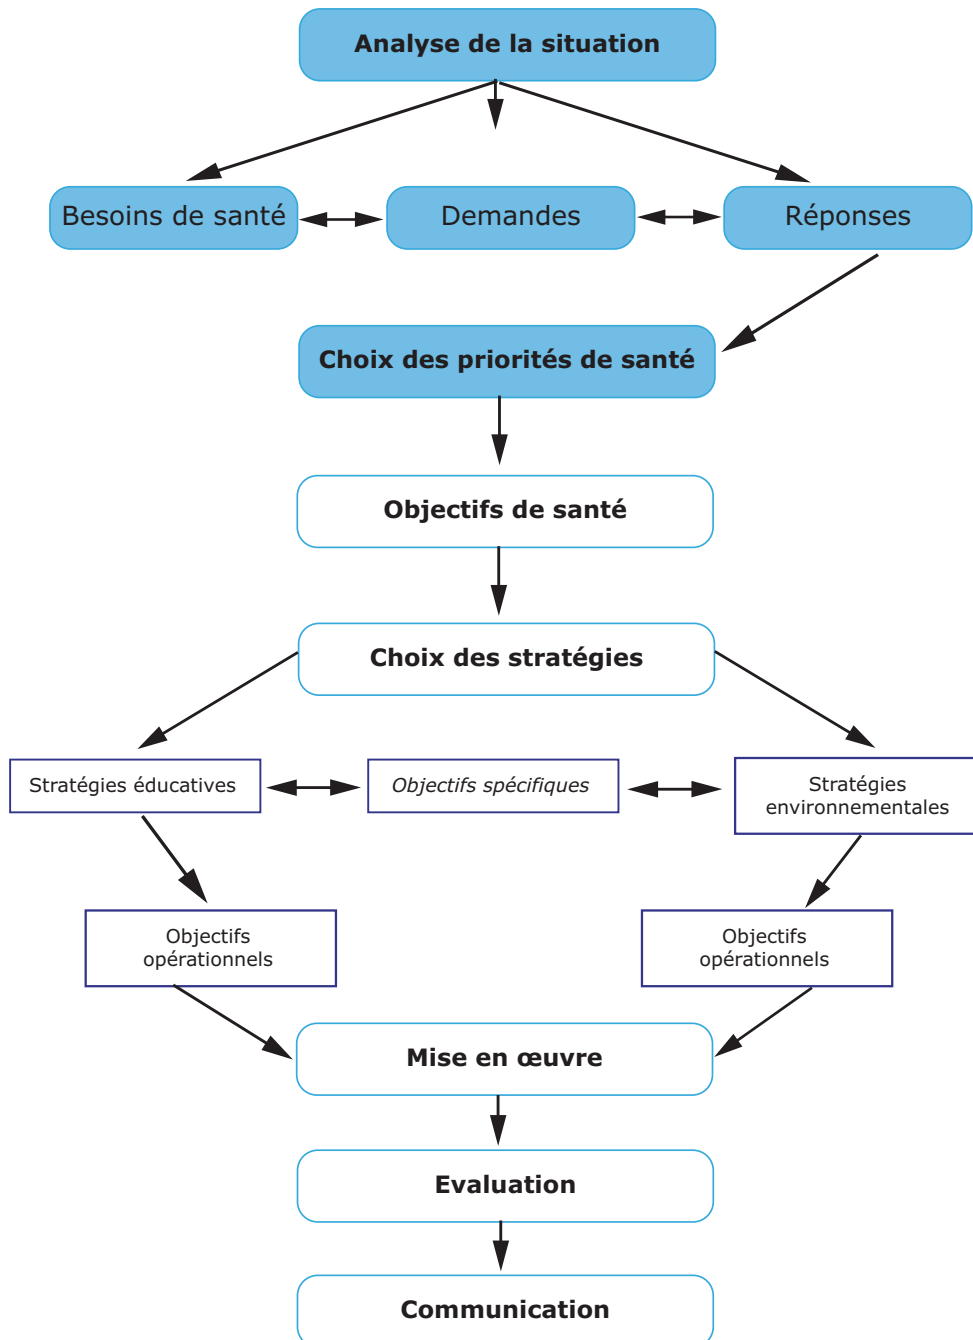 Analyse de la situation
Besoins de santé
Demandes
Réponses
Choix des priorités de santé
Objectifs de santé
Choix des stratégies
Stratégies éducatives
Objectifs spécifiques
Stratégies
environnementales
Objectifs
opérationnels
Objectifs
opérationnels
Mise en œuvre
Evaluation
Communication